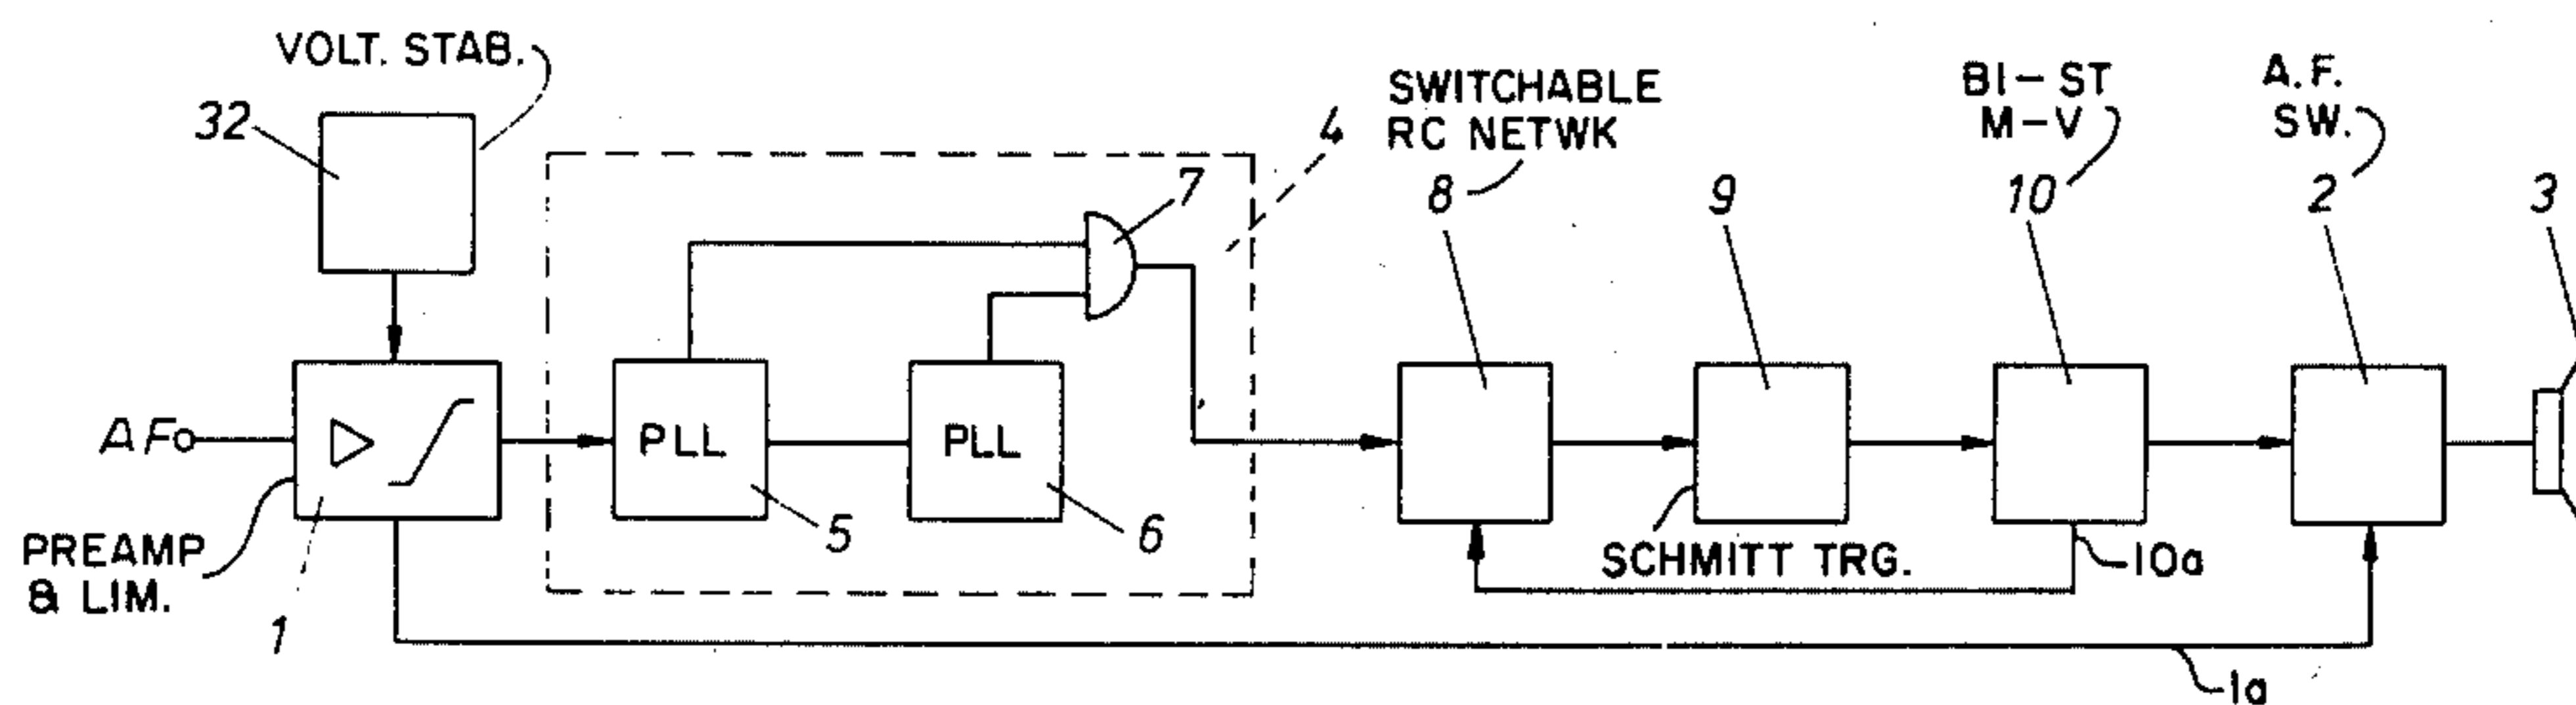 VOLT. STAB.
32
SWITCHABLE
RC NETWK
8
4
7
9
BI-ST
M-V
10
A.F.
SW.
2
3
AF
PLL
PLL
5
6
PREAMP
& LIM.
1
SCHMITT TRG.
10a
1a